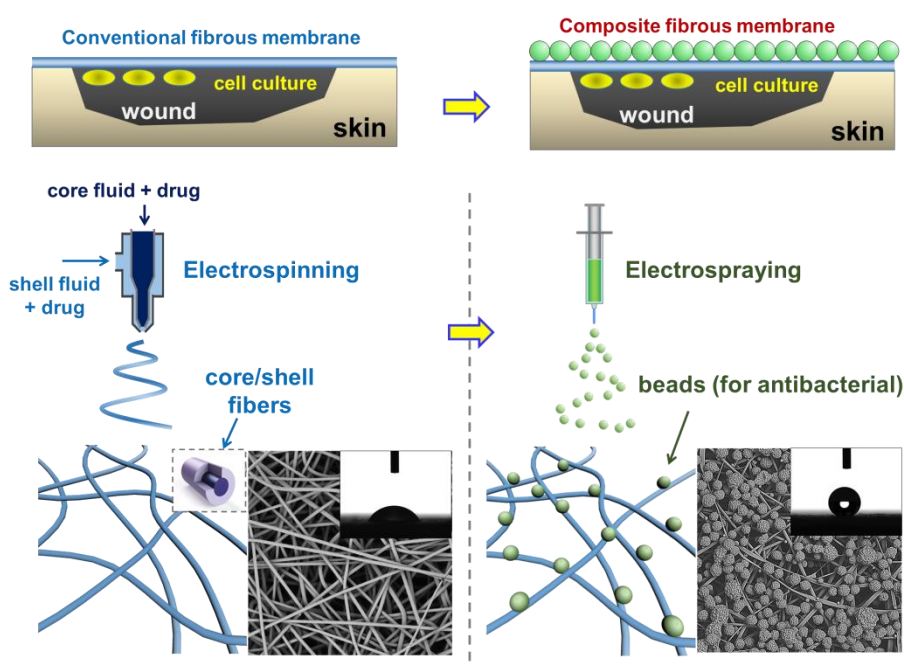 Conventional fibrous membrane
cell culture
wound
skin
Composite fibrous membrane
cell culture
wound
skin
core fluid + drug
shell fluid
+ drug
Electrospinning
core/shell
fibers
Electrospraying
beads (for antibacterial)